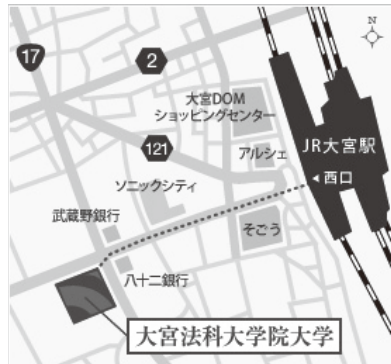 N
17
2
大宮DOM
ショッピングセンター
JR大宮駅
アルシェ
121
◀西口
ソニックシティ
武蔵野銀行
そごう
八十二銀行
大宮法科大学院大学